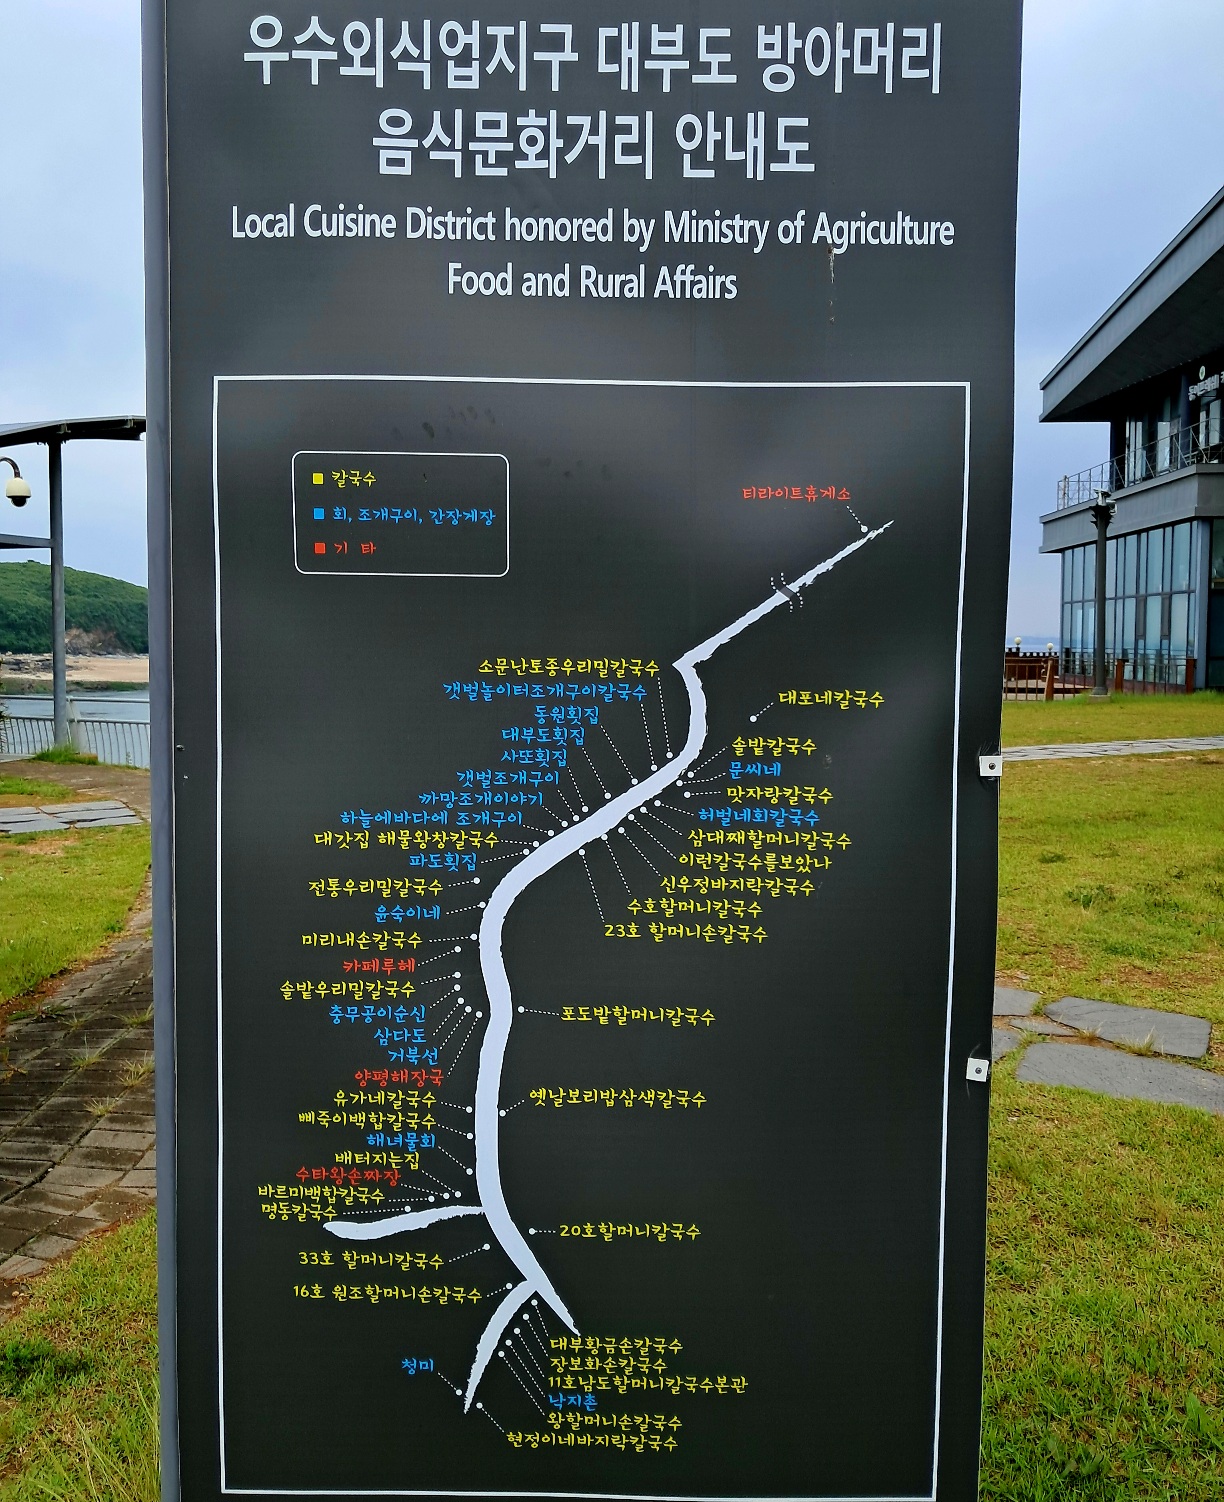 우수외식업지구 대부도 방아머리
음식문화거리 안내도
Local Cuisine District honored by Ministry of Agriculture
Food and Rural Affairs
칼국수
회, 조개구이, 간장게장
기 타
티라이트휴게소
소문난토종우리밀칼국수
갯벌놀이터조개구이칼국수
동원횟집
대부도횟집
사또횟집
갯벌조개구이
까망조개이야기
하늘에바다에 조개구이
대갓집 해물왕창칼국수
파도횟집
전통우리밀칼국수
윤숙이네
미리내손칼국수
카페루헤
솔밭우리밀칼국수
충무공이순신
삼다도
거북선
양평해장국
유가네칼국수
삐죽이백합칼국수
해녀물회
배터지는집
수타왕손짜장
바르미백합칼국수
명동칼국수
33호 할머니칼국수
16호 원조할머니손칼국수
청미
대포네칼국수
솔밭칼국수
문씨네
맛자랑칼국수
허벌네회칼국수
삼대째할머니칼국수
이런칼국수를보았나
신우정바지락칼국수
수호할머니칼국수
23호 할머니손칼국수
포도밭할머니칼국수
옛날보리밥삼색칼국수
20호할머니칼국수
대부황금손칼국수
장보화손칼국수
11호남도할머니칼국수본관
낙지촌
왕할머니손칼국수
현정이네바지락칼국수